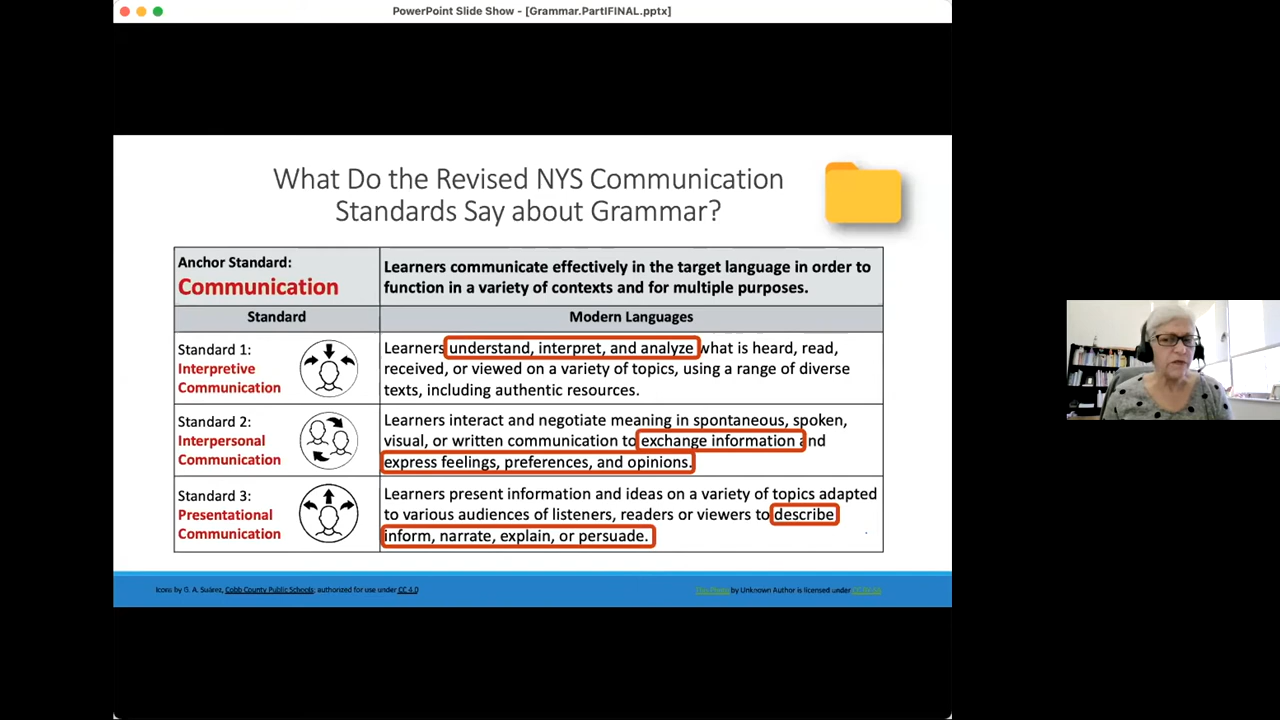 PowerPoint Slide Show - [Grammar.PartIFINAL.pptx]
What Do the Revised NYS Communication
Standards Say about Grammar?
Anchor Standard:
Communication
Learners communicate effectively in the target language in order to
function in a variety of contexts and for multiple purposes.
Standard
Modern Languages
Standard 1:
Interpretive
Communication
Learners understand, interpret, and analyze what is heard, read,
received, or viewed on a variety of topics, using a range of diverse
texts, including authentic resources.
Standard 2:
Interpersonal
Communication
Learners interact and negotiate meaning in spontaneous, spoken,
visual, or written communication to exchange information and
express feelings, preferences, and opinions.
Standard 3:
Presentational
Communication
Learners present information and ideas on a variety of topics adapted
to various audiences of listeners, readers or viewers to describe
inform, narrate, explain, or persuade.
Icons by G. A, Suárez, Cobb County Public Schools; authorized for use under CC 4.0
This Photo by Unknown Author is licensed under